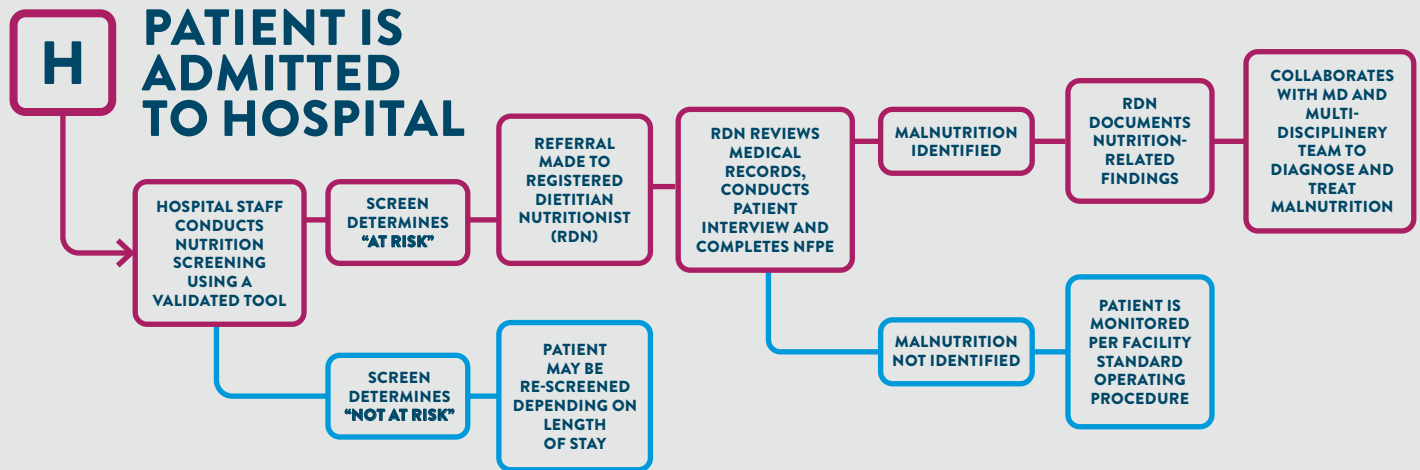 H
PATIENT IS
ADMITTED
TO HOSPITAL
HOSPITAL STAFF
CONDUCTS
NUTRITION
SCREENING
USING A
VALIDATED TOOL
SCREEN
DETERMINES
“AT RISK”
REFERRAL
MADE TO
REGISTERED
DIETITIAN
NUTRITIONIST
(RDN)
RDN REVIEWS
MEDICAL
RECORDS,
CONDUCTS
PATIENT
INTERVIEW AND
COMPLETES NFPE
MALNUTRITION
IDENTIFIED
RDN
DOCUMENTS
NUTRITION-
RELATED
FINDINGS
COLLABORATES
WITH MD AND
MULTI-
DISCIPLINERY
TEAM TO
DIAGNOSE AND
TREAT
MALNUTRITION
SCREEN
DETERMINES
“NOT AT RISK”
PATIENT
MAY BE
RE-SCREENED
DEPENDING ON
LENGTH
OF STAY
MALNUTRITION
NOT IDENTIFIED
PATIENT IS
MONITORED
PER FACILITY
STANDARD
OPERATING
PROCEDURE